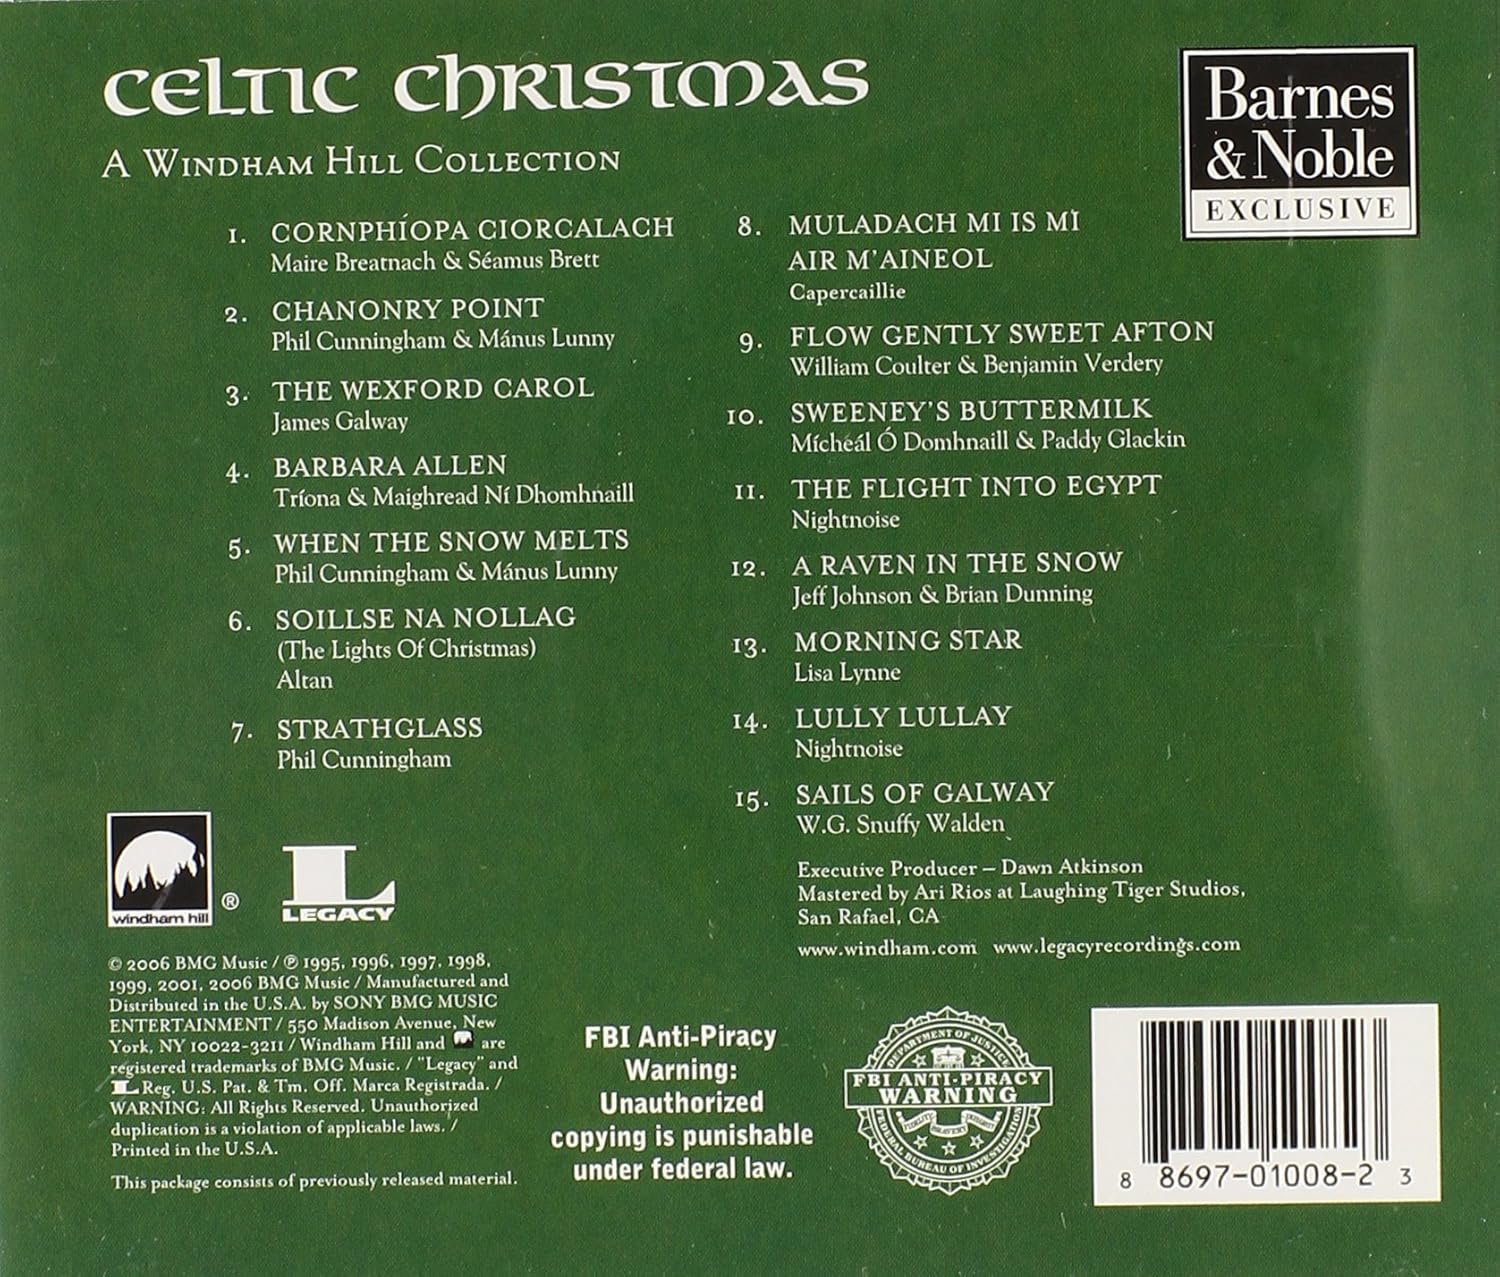 CELTIC CHRISTMAS
A WINDHAM HILL COLLECTION
Barnes
& Noble
EXCLUSIVE
1. CORNPHÍOPA CIORCALACH
Maire Breatnach & Séamus Brett
2. CHANONRY POINT
Phil Cunningham & Mánus Lunny
3. THE WEXFORD CAROL
James Galway
4. BARBARA ALLEN
Tríona & Maighread Ní Dhomhnaill
5. WHEN THE SNOW MELTS
Phil Cunningham & Mánus Lunny
6. SOILLSE NA NOLLAG
(The Lights Of Christmas)
Altan
7. STRATHGLASS
Phil Cunningham
8. MULADACH MI IS MÌ
AIR M'AINEOL
Capercaillie
9. FLOW GENTLY SWEET AFTON
William Coulter & Benjamin Verdery
10. SWEENEY'S BUTTERMILK
Mícheál Ó Domhnaill & Paddy Glackin
11. THE FLIGHT INTO EGYPT
Nightnoise
12. A RAVEN IN THE SNOW
Jeff Johnson & Brian Dunning
13. MORNING STAR
Lisa Lynne
14. LULLY LULLAY
Nightnoise
15. SAILS OF GALWAY
W.G. Snuffy Walden
Executive Producer – Dawn Atkinson
Mastered by Ari Rios at Laughing Tiger Studios,
San Rafael, CA
www.windham.com www.legacyrecordings.com
windham hill ®
L
LEGACY
© 2006 BMG Music / ℗ 1995, 1996, 1997, 1998,
1999, 2001, 2006 BMG Music / Manufactured and
Distributed in the U.S.A. by SONY BMG MUSIC
ENTERTAINMENT / 550 Madison Avenue, New
York, NY 10022-3211 / Windham Hill and are
registered trademarks of BMG Music. / "Legacy" and
L Reg. U.S. Pat. & Tm. Off. Marca Registrada. /
WARNING: All Rights Reserved. Unauthorized
duplication is a violation of applicable laws. /
Printed in the U.S.A.
This package consists of previously released material.
FBI Anti-Piracy
Warning:
Unauthorized
copying is punishable
under federal law.
DEPARTMENT OF JUSTICE
FBI ANTI-PIRACY
WARNING
FEDERAL BUREAU OF INVESTIGATION
8 8697-01008-2 3